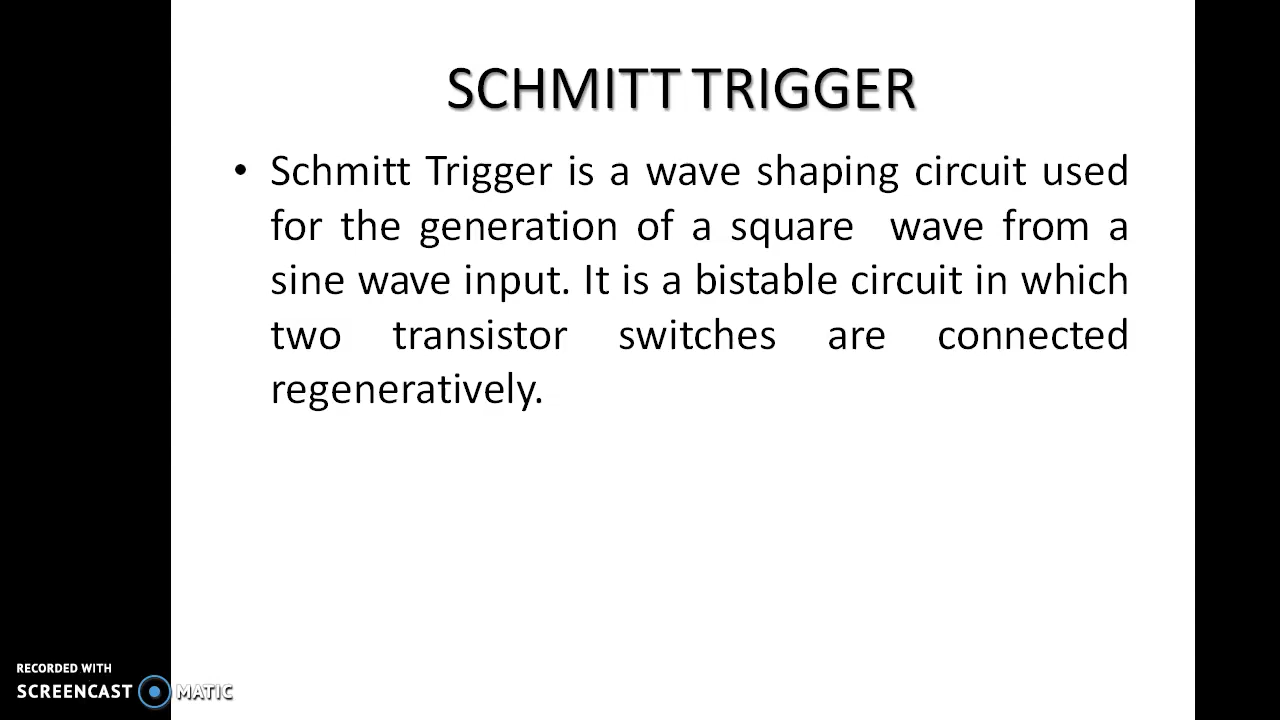 SCHMITT TRIGGER
• Schmitt Trigger is a wave shaping circuit used
for the generation of a square wave from a
sine wave input. It is a bistable circuit in which
two transistor switches are connected
regeneratively.
RECORDED WITH
SCREENCAST MATIC